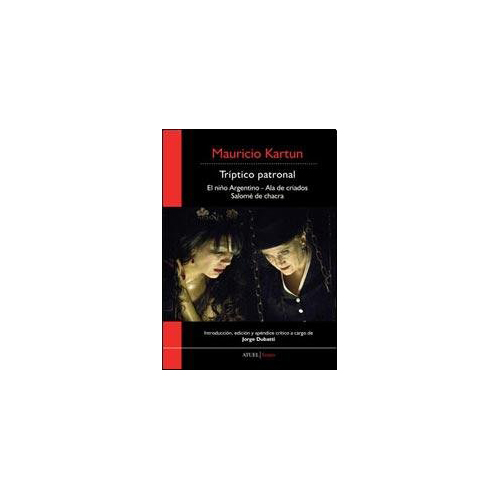 Mauricio Kartun
Tríptico patronal
El niño Argentino - Ala de criados
Salomé de chacra
Introducción, edición y apéndice crítico a cargo de
Jorge Dubatti
ATUEL | Teatro